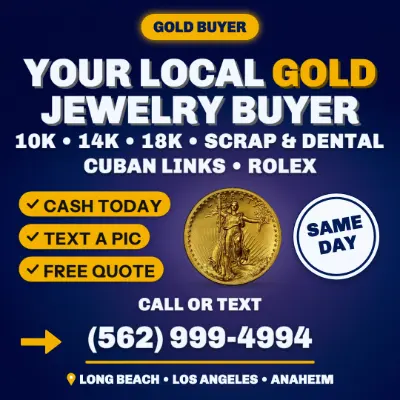 GOLD BUYER
YOUR LOCAL GOLD
JEWELRY BUYER
10K • 14K • 18K • SCRAP & DENTAL
CUBAN LINKS • ROLEX
✓ CASH TODAY
✓ TEXT A PIC
✓ FREE QUOTE
SAME
DAY
CALL OR TEXT
(562) 999-4994
LONG BEACH • LOS ANGELES • ANAHEIM